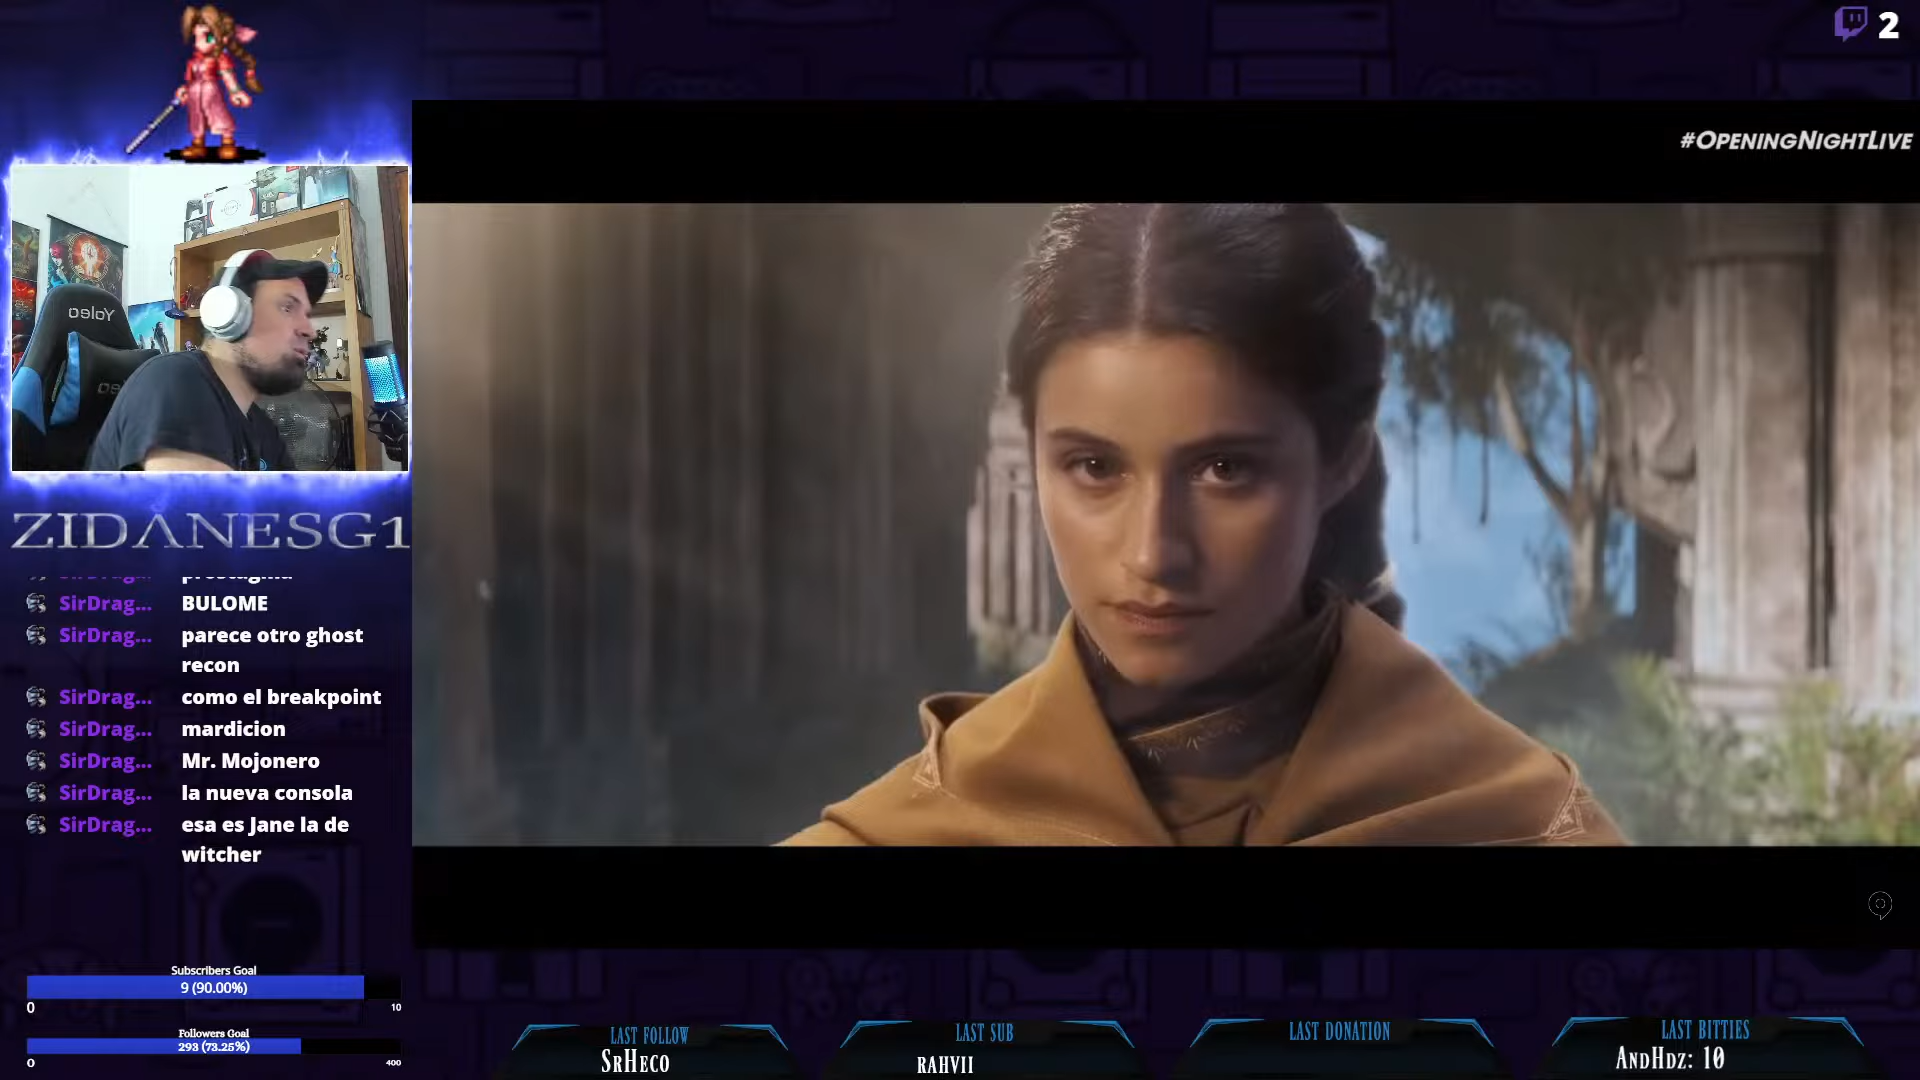 2
#OPENINGNIGHTLIVE
Yoleo
ZIDANESG1
SirDrag... BULOME
SirDrag... parece otro ghost
recon
SirDrag... como el breakpoint
SirDrag... mardicion
SirDrag... Mr. Mojonero
SirDrag... la nueva consola
SirDrag... esa es Jane la de
witcher
Subscribers Goal
9 (90.00%)
0 10
Followers Goal
293 (73.25%)
0 400
LAST FOLLOW
SRHECO
LAST SUB
RAHVII
LAST DONATION
LAST BITTIES
ANDHDZ: 10